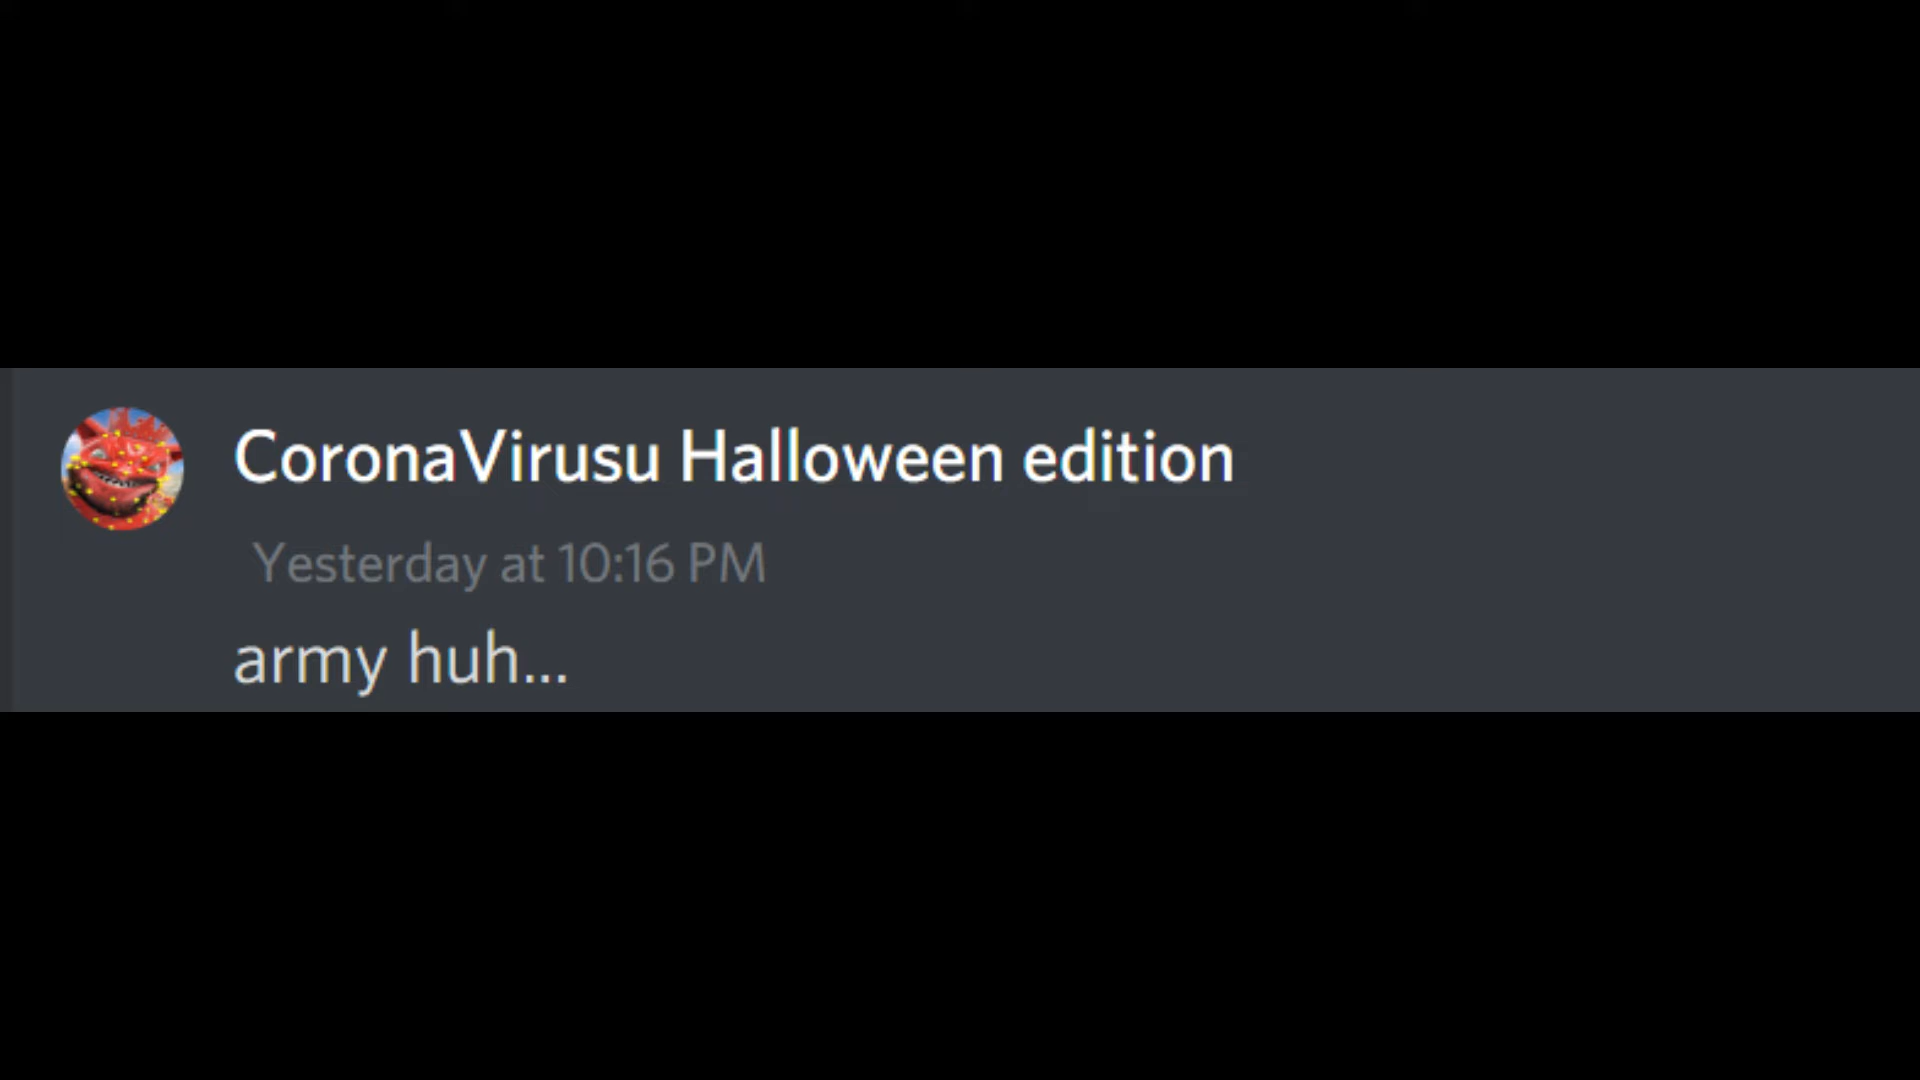 CoronaVirusu Halloween edition
Yesterday at 10:16 PM
army huh...